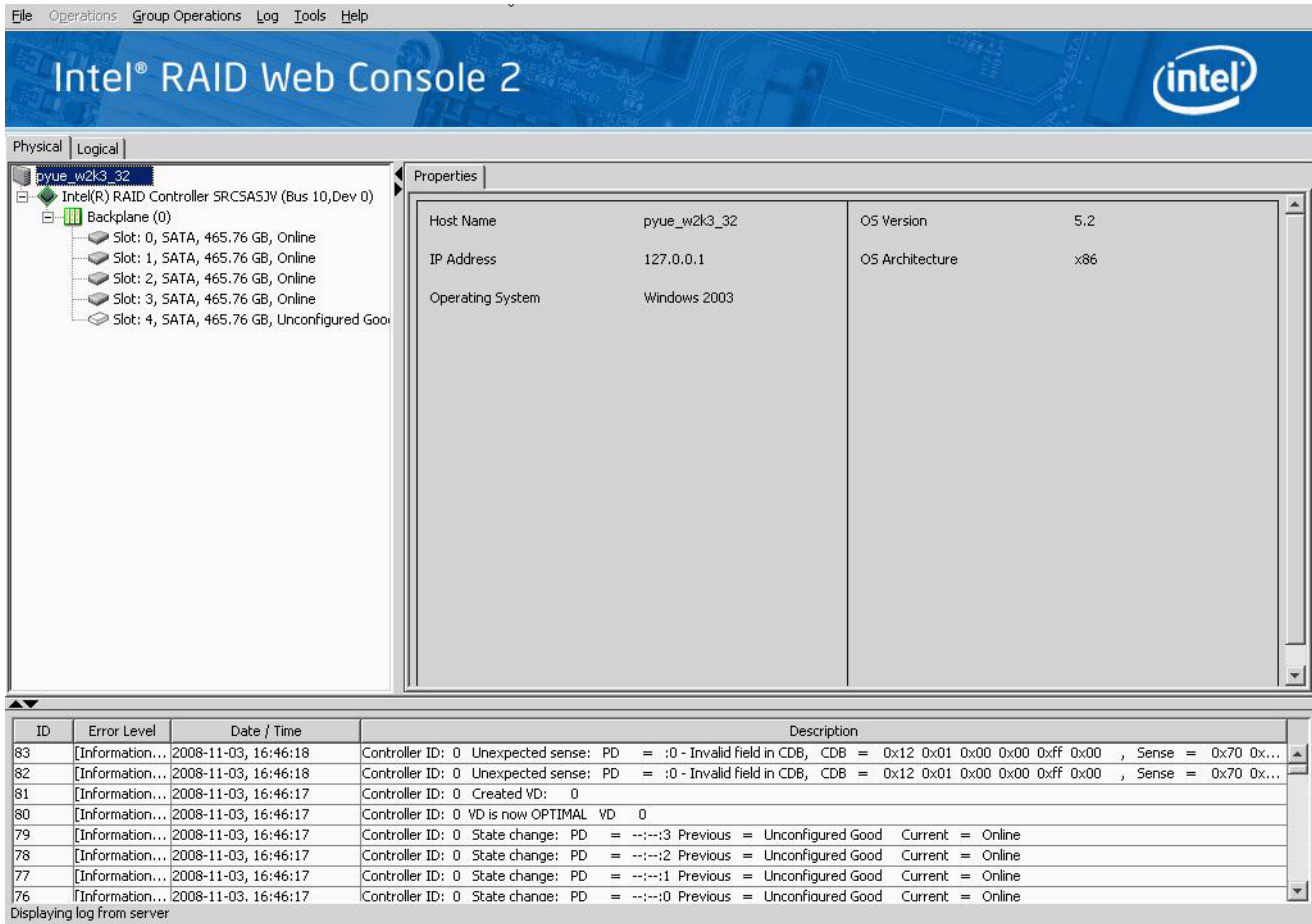 File Operations Group Operations Log Tools Help
Intel® RAID Web Console 2
intel
Physical Logical
pyue_w2k3_32
Intel(R) RAID Controller SRCSASJV (Bus 10,Dev 0)
Backplane (0)
Slot: 0, SATA, 465.76 GB, Online
Slot: 1, SATA, 465.76 GB, Online
Slot: 2, SATA, 465.76 GB, Online
Slot: 3, SATA, 465.76 GB, Online
Slot: 4, SATA, 465.76 GB, Unconfigured Goo
Properties
Host Name pyue_w2k3_32 OS Version 5.2
IP Address 127.0.0.1 OS Architecture x86
Operating System Windows 2003
ID Error Level Date / Time Description
83 [Information... 2008-11-03, 16:46:18 Controller ID: 0 Unexpected sense: PD = :0 - Invalid field in CDB, CDB = 0x12 0x01 0x00 0x00 0xff 0x00 , Sense = 0x70 0x...
82 [Information... 2008-11-03, 16:46:18 Controller ID: 0 Unexpected sense: PD = :0 - Invalid field in CDB, CDB = 0x12 0x01 0x00 0x00 0xff 0x00 , Sense = 0x70 0x...
81 [Information... 2008-11-03, 16:46:17 Controller ID: 0 Created VD: 0
80 [Information... 2008-11-03, 16:46:17 Controller ID: 0 VD is now OPTIMAL VD 0
79 [Information... 2008-11-03, 16:46:17 Controller ID: 0 State change: PD = --:--:3 Previous = Unconfigured Good Current = Online
78 [Information... 2008-11-03, 16:46:17 Controller ID: 0 State change: PD = --:--:2 Previous = Unconfigured Good Current = Online
77 [Information... 2008-11-03, 16:46:17 Controller ID: 0 State change: PD = --:--:1 Previous = Unconfigured Good Current = Online
76 [Information... 2008-11-03, 16:46:17 Controller ID: 0 State change: PD = --:--:0 Previous = Unconfigured Good Current = Online
Displaying log from server